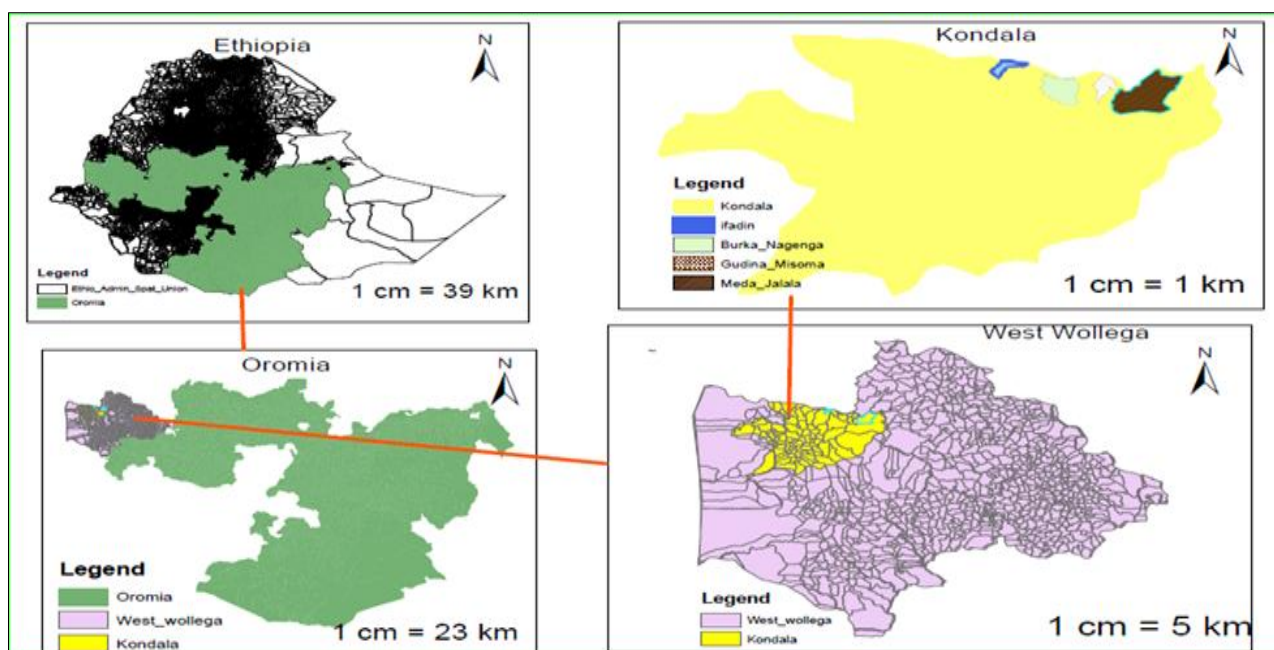 Ethiopia
N
Legend
Ethio_Admin_Spat_Union
Oromia
1 cm = 39 km
Kondala
N
Legend
Kondala
ifadin
Burka_Nagenga
Gudina_Misoma
Meda_Jalala
1 cm = 1 km
Oromia
N
Legend
Oromia
West_wollega
Kondala
1 cm = 23 km
West Wollega
N
Legend
West_wollega
Kondala
1 cm = 5 km